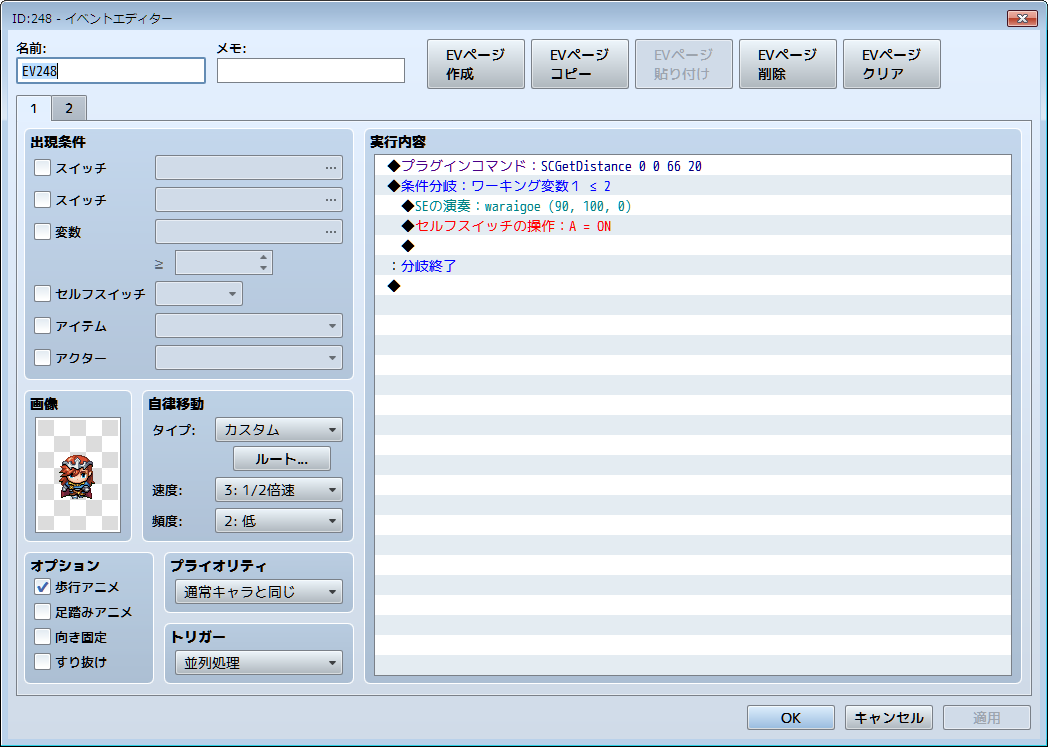 ID:248 - イベントエディター
名前:
メモ:
EV248
EVページ
作成
EVページ
コピー
EVページ
貼り付け
EVページ
削除
EVページ
クリア
1
2
出現条件
スイッチ
...
スイッチ
...
変数
...
≥
セルフスイッチ
アイテム
アクター
画像
自律移動
タイプ:
カスタム
ルート...
速度:
3: 1/2倍速
頻度:
2: 低
オプション
歩行アニメ
足踏みアニメ
向き固定
すり抜け
プライオリティ
通常キャラと同じ
トリガー
並列処理
実行内容
◆プラグインコマンド：SCGetDistance 0 0 66 20
◆条件分岐：ワーキング変数１ ≤ 2
◆SEの演奏：waraigoe (90, 100, 0)
◆セルフスイッチの操作：A = ON
◆
：分岐終了
◆
OK
キャンセル
適用